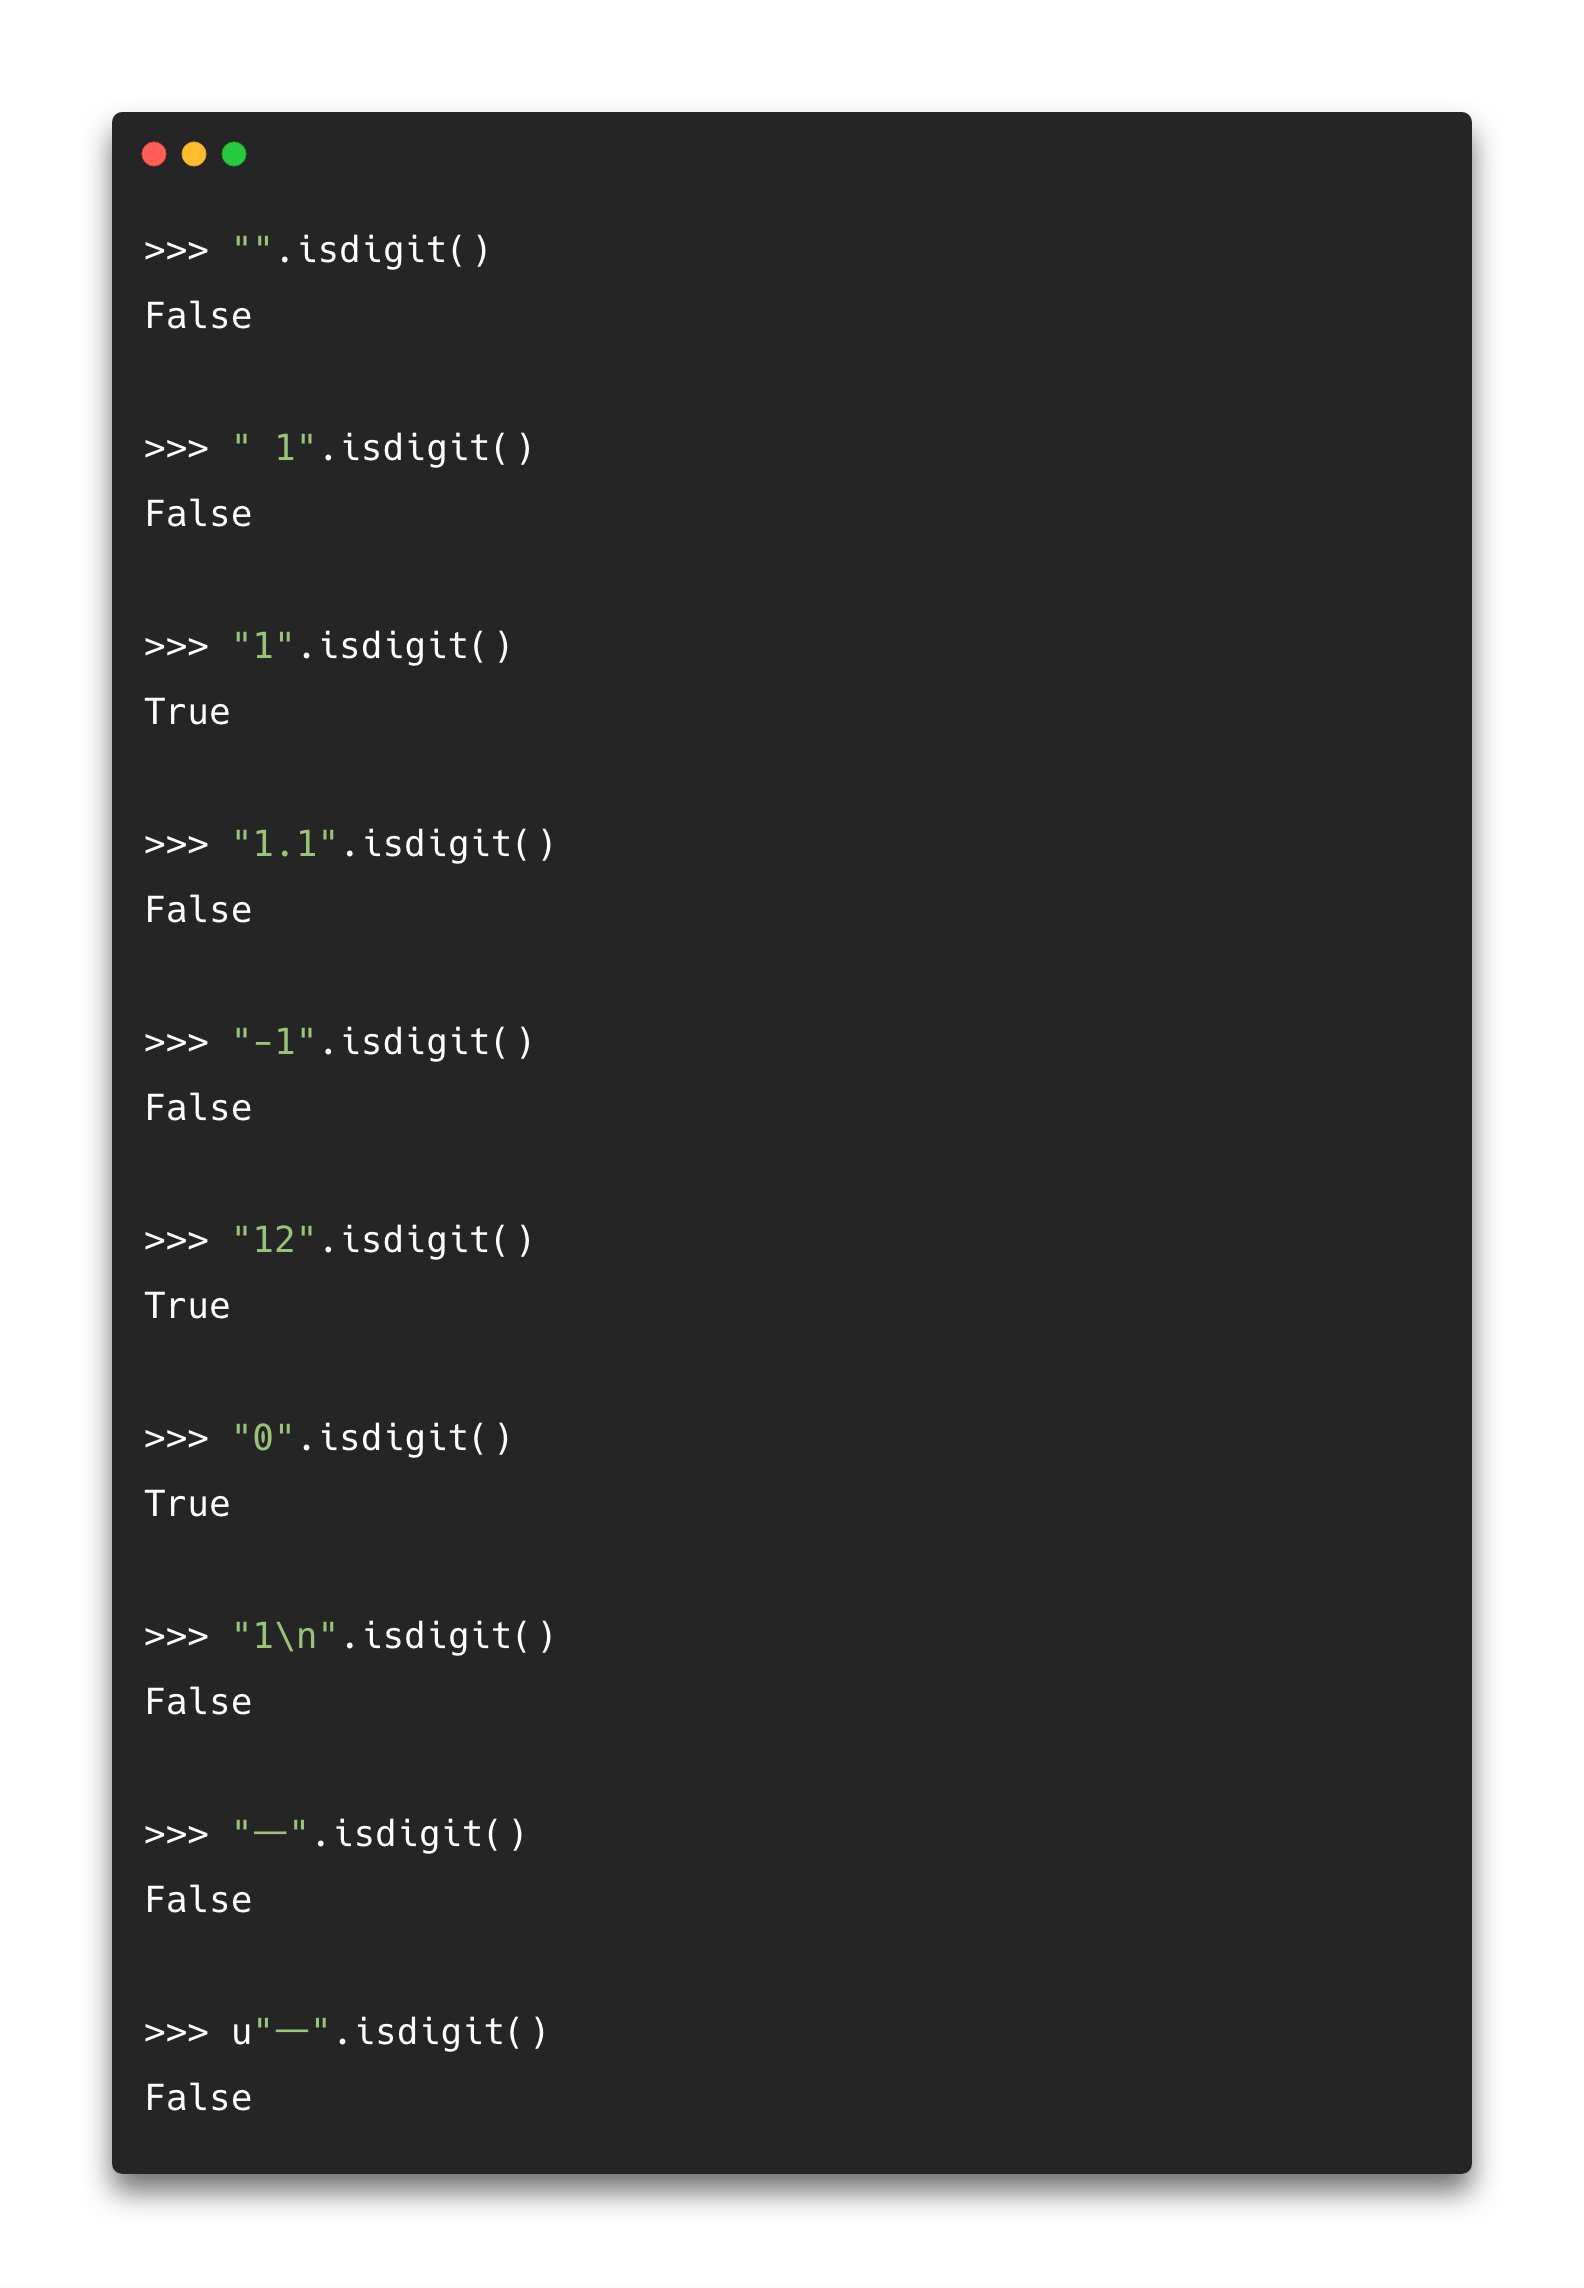 >>> "".isdigit()
False
>>> " 1".isdigit()
False
>>> "1".isdigit()
True
>>> "1.1".isdigit()
False
>>> "-1".isdigit()
False
>>> "12".isdigit()
True
>>> "0".isdigit()
True
>>> "1\n".isdigit()
False
>>> "一".isdigit()
False
>>> u"一".isdigit()
False